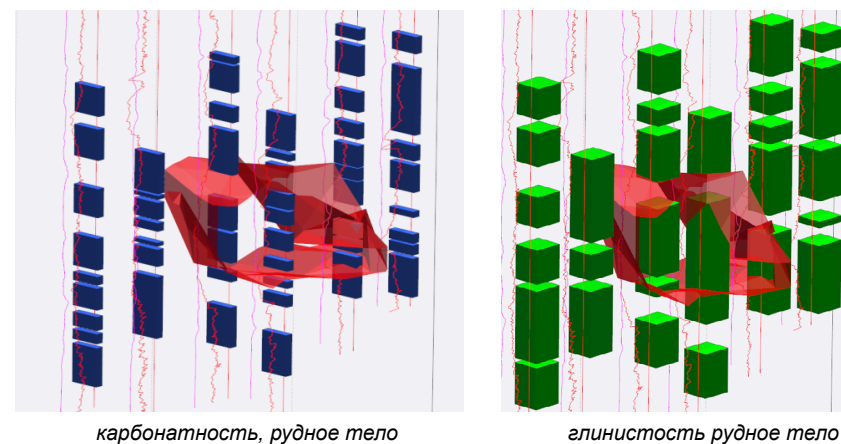 карбонатность, рудное тело
глинистость рудное тело